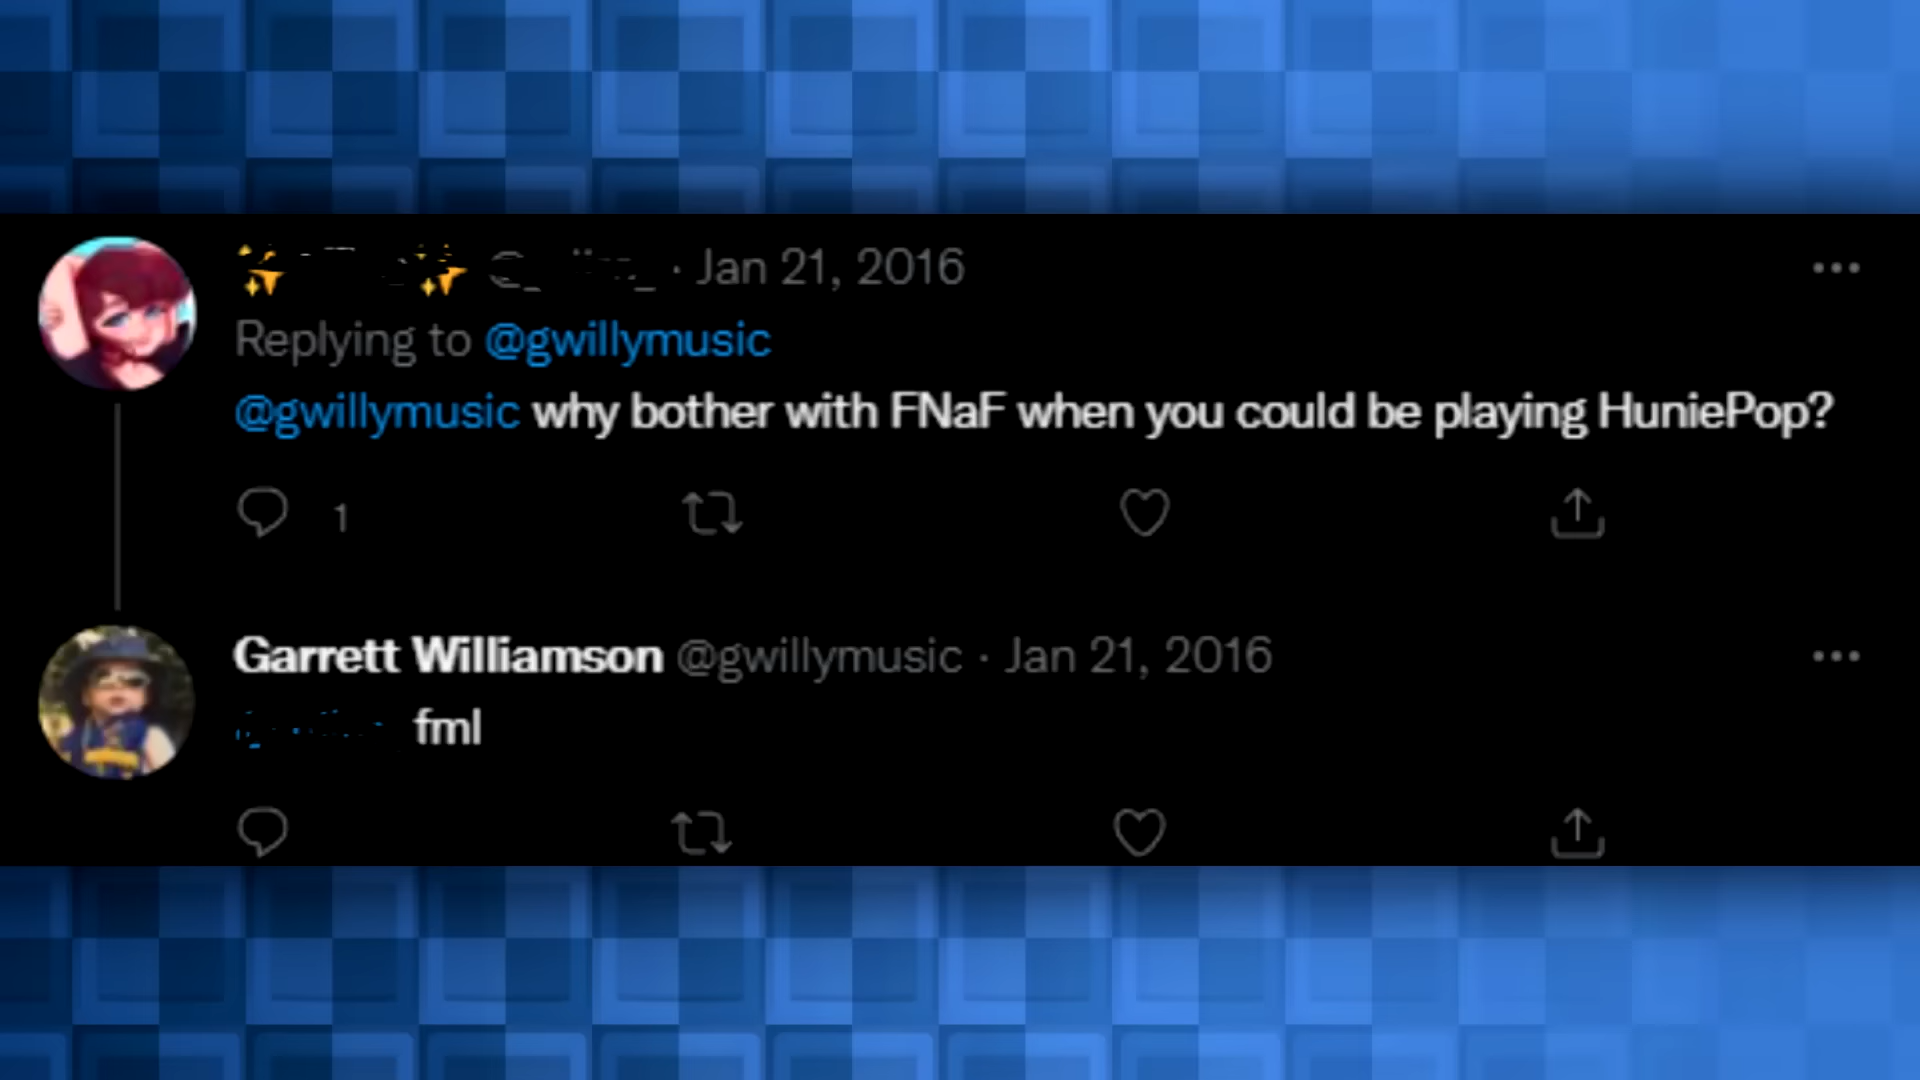 · Jan 21, 2016
Replying to @gwillymusic
@gwillymusic why bother with FNaF when you could be playing HuniePop?
1
Garrett Williamson @gwillymusic · Jan 21, 2016
fml